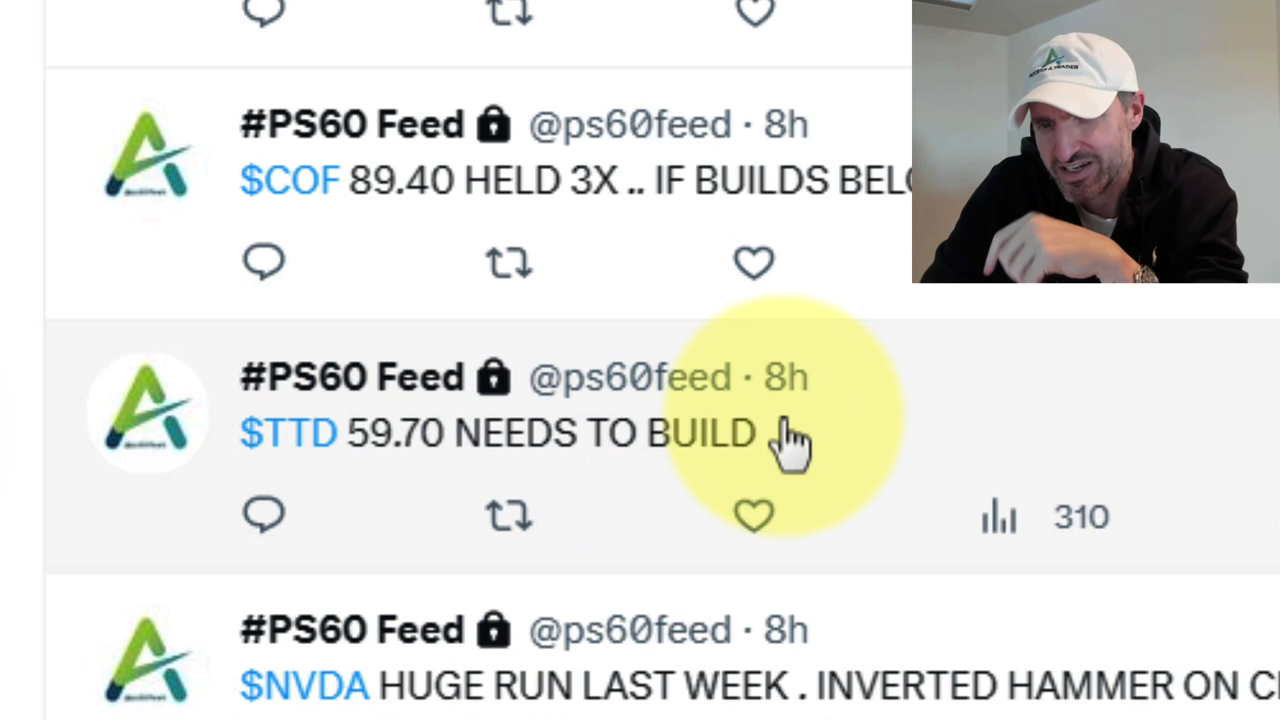 #PS60 Feed @ps60feed · 8h
$COF 89.40 HELD 3X .. IF BUILDS
#PS60 Feed @ps60feed · 8h
$TTD 59.70 NEEDS TO BUILD
310
#PS60 Feed @ps60feed · 8h
$NVDA HUGE RUN LAST WEEK . INVERTED HAMMER ON